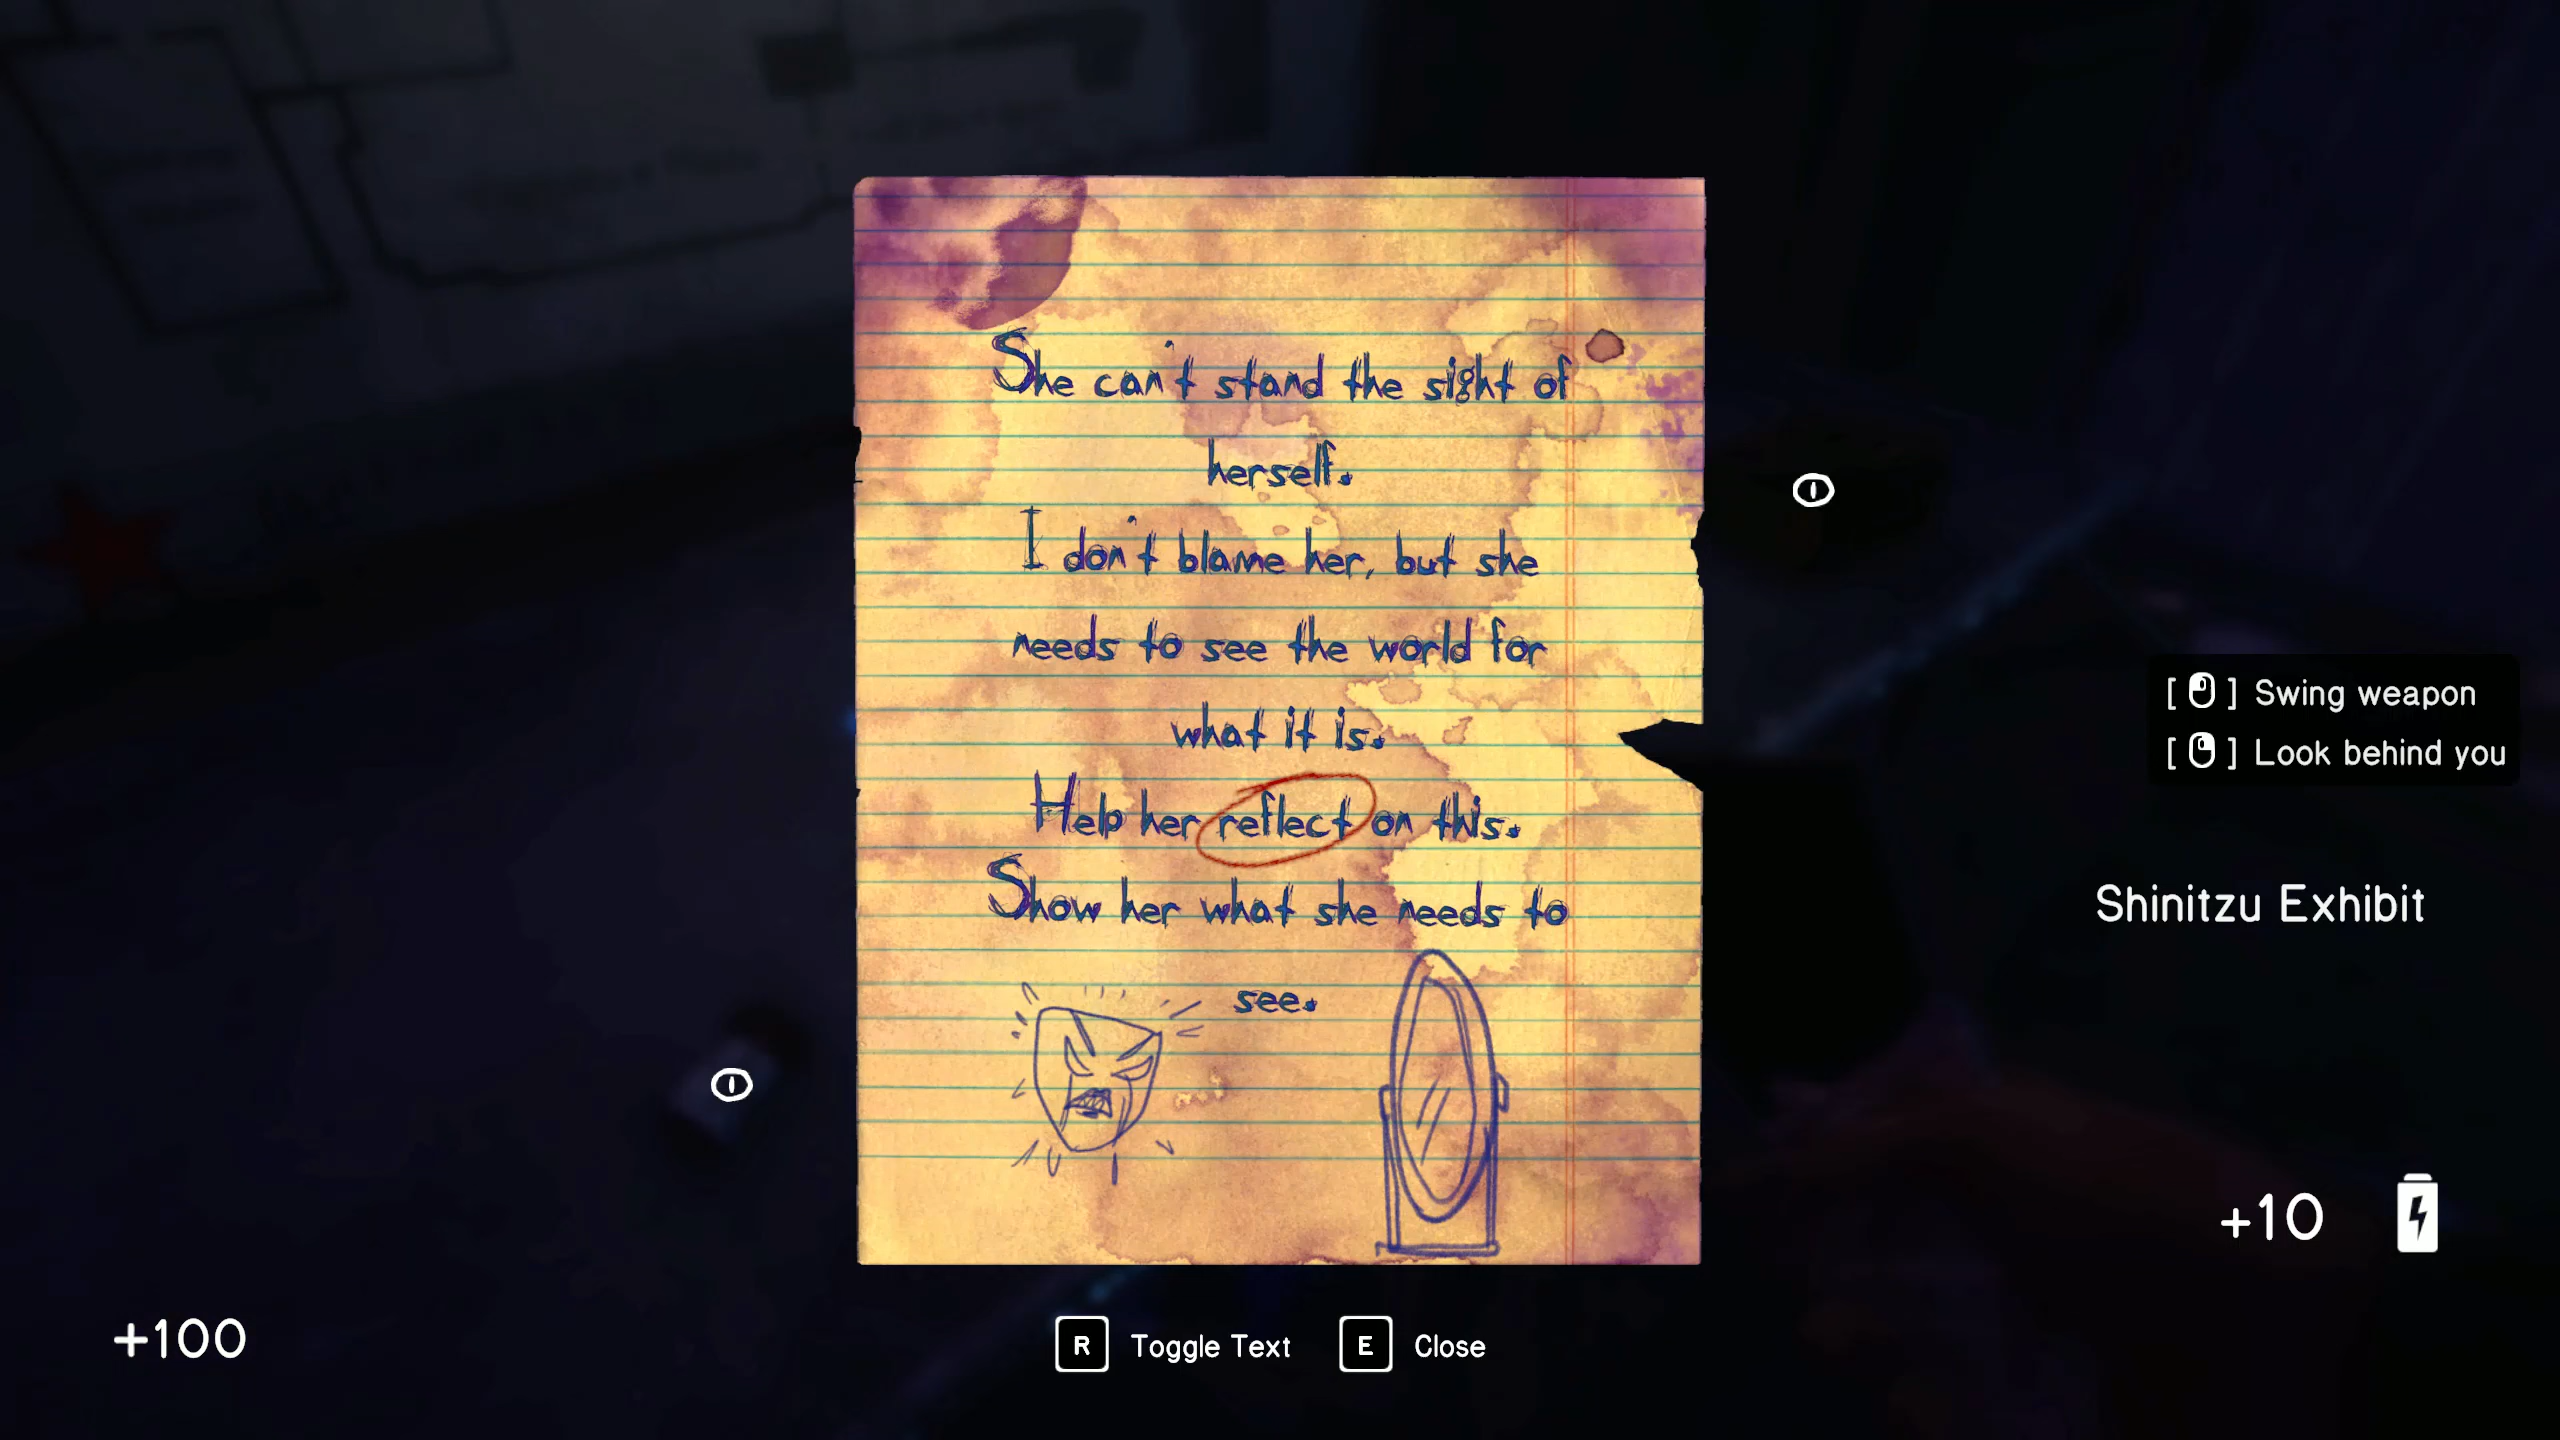 She can't stand the sight of
herself.
I don't blame her, but she
needs to see the world for
what it is.
Help her reflect on this.
Show her what she needs to
see.
[ ] Swing weapon
[ ] Look behind you
Shinitzu Exhibit
+10
+100
R Toggle Text E Close